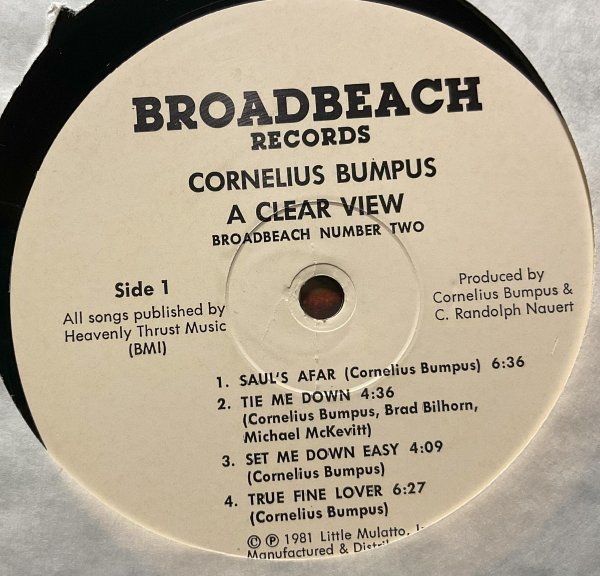 BROADBEACH
RECORDS
CORNELIUS BUMPUS
A CLEAR VIEW
BROADBEACH NUMBER TWO
Side 1
All songs published by
Heavenly Thrust Music
(BMI)
Produced by
Cornelius Bumpus &
C. Randolph Nauert
1. SAUL'S AFAR (Cornelius Bumpus) 6:36
2. TIE ME DOWN 4:36
(Cornelius Bumpus, Brad Bilhorn,
Michael McKevitt)
3. SET ME DOWN EASY 4:09
(Cornelius Bumpus)
4. TRUE FINE LOVER 6:27
(Cornelius Bumpus)
© ℗ 1981 Little Mulatto,
Manufactured &